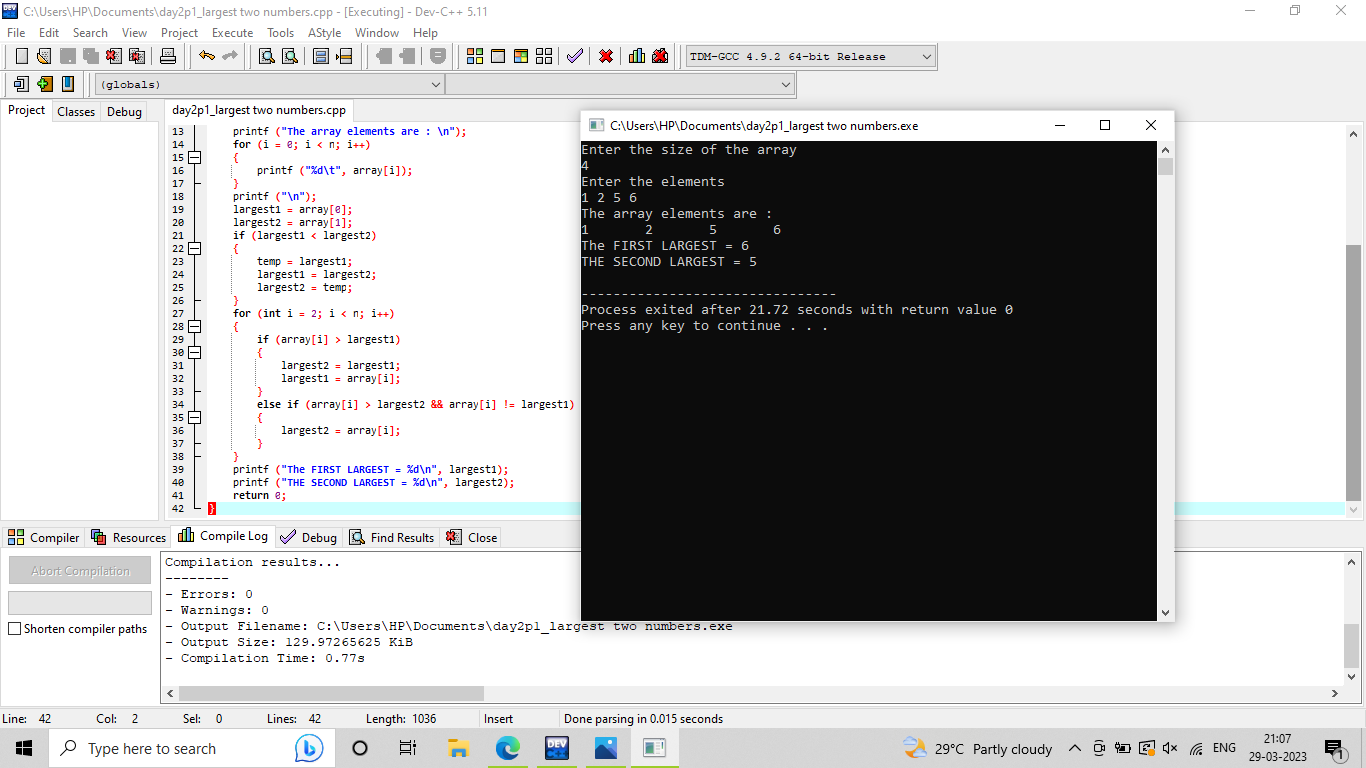 C:\Users\HP\Documents\day2p1_largest two numbers.cpp - [Executing] - Dev-C++ 5.11
File Edit Search View Project Execute Tools AStyle Window Help
TDM-GCC 4.9.2 64-bit Release
(globals)
Project Classes Debug
day2p1_largest two numbers.cpp
13 printf ("The array elements are : \n");
14 for (i = 0; i < n; i++)
15 {
16 printf ("%d\t", array[i]);
17 }
18 printf ("\n");
19 largest1 = array[0];
20 largest2 = array[1];
21 if (largest1 < largest2)
22 {
23 temp = largest1;
24 largest1 = largest2;
25 largest2 = temp;
26 }
27 for (int i = 2; i < n; i++)
28 {
29 if (array[i] > largest1)
30 {
31 largest2 = largest1;
32 largest1 = array[i];
33 }
34 else if (array[i] > largest2 && array[i] != largest1)
35 {
36 largest2 = array[i];
37 }
38 }
39 printf ("The FIRST LARGEST = %d\n", largest1);
40 printf ("THE SECOND LARGEST = %d\n", largest2);
41 return 0;
42 }
C:\Users\HP\Documents\day2p1_largest two numbers.exe
Enter the size of the array
4
Enter the elements
1 2 5 6
The array elements are :
1 2 5 6
The FIRST LARGEST = 6
THE SECOND LARGEST = 5
--------------------------------
Process exited after 21.72 seconds with return value 0
Press any key to continue . . .
Compiler Resources Compile Log Debug Find Results Close
Abort Compilation
Shorten compiler paths
Compilation results...
--------
- Errors: 0
- Warnings: 0
- Output Filename: C:\Users\HP\Documents\day2p1_largest two numbers.exe
- Output Size: 129.97265625 KiB
- Compilation Time: 0.77s
Line: 42 Col: 2 Sel: 0 Lines: 42 Length: 1036 Insert Done parsing in 0.015 seconds
Type here to search
DEV
29°C Partly cloudy
ENG
21:07
29-03-2023
1